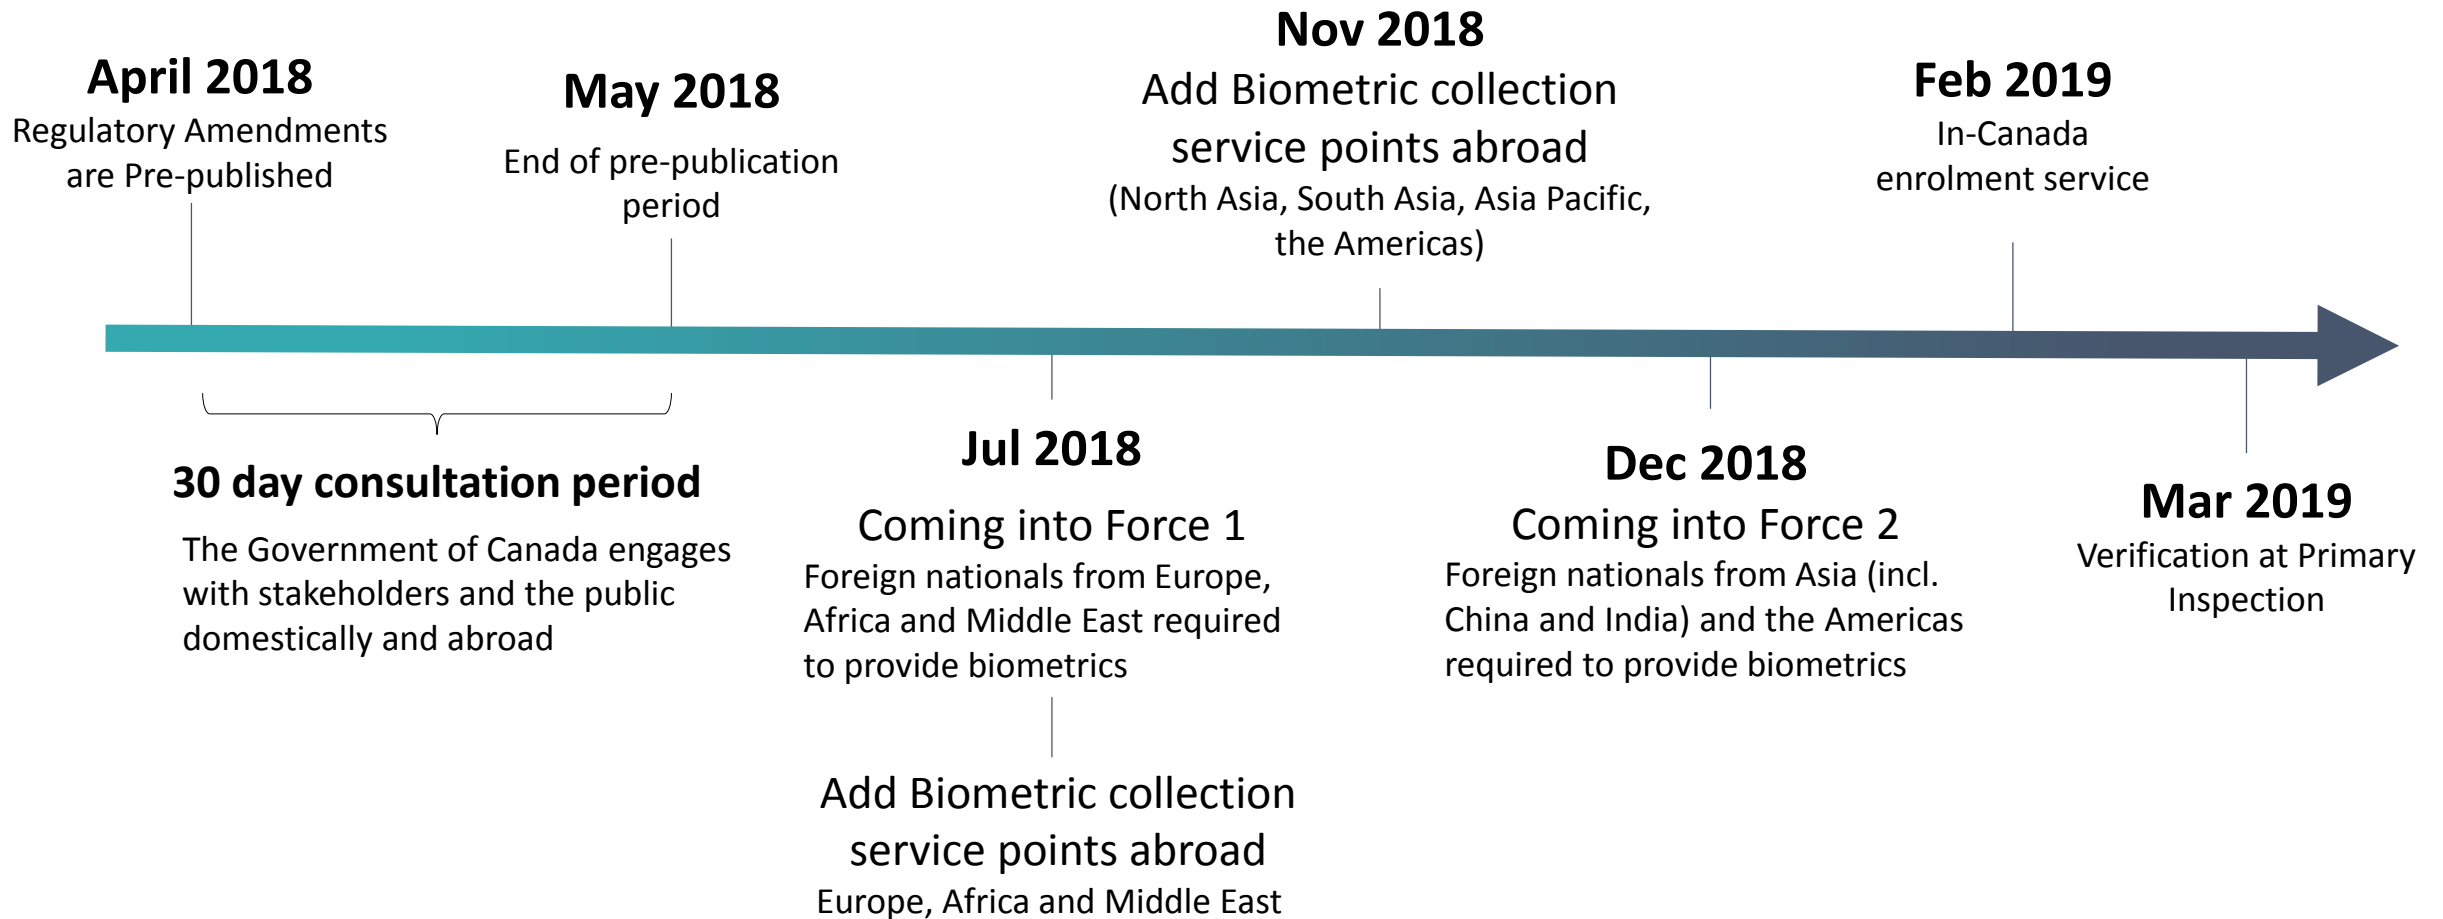 April 2018
Regulatory Amendments
are Pre-published
May 2018
End of pre-publication
period
Nov 2018
Add Biometric collection
service points abroad
(North Asia, South Asia, Asia Pacific,
the Americas)
Feb 2019
In-Canada
enrolment service
30 day consultation period
The Government of Canada engages
with stakeholders and the public
domestically and abroad
Jul 2018
Coming into Force 1
Foreign nationals from Europe,
Africa and Middle East required
to provide biometrics
Add Biometric collection
service points abroad
Europe, Africa and Middle East
Dec 2018
Coming into Force 2
Foreign nationals from Asia (incl.
China and India) and the Americas
required to provide biometrics
Mar 2019
Verification at Primary
Inspection